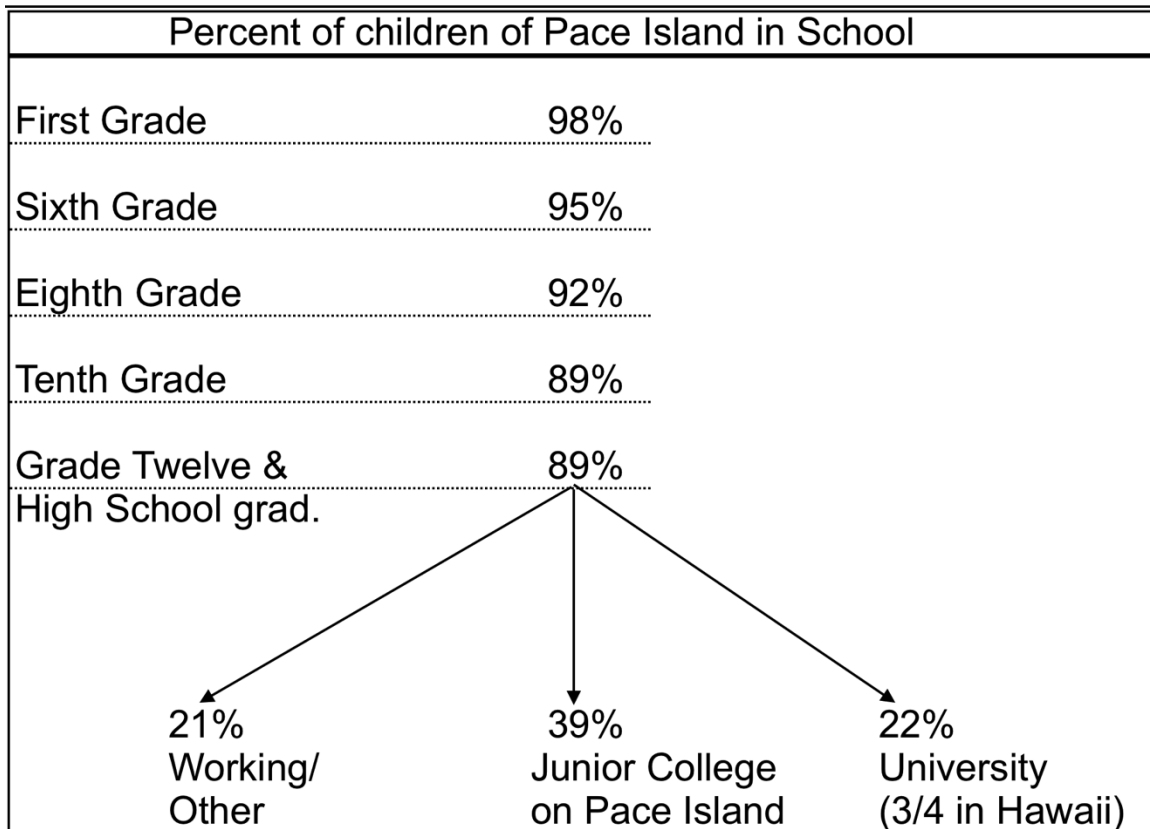 Percent of children of Pace Island in School
First Grade 98%
Sixth Grade 95%
Eighth Grade 92%
Tenth Grade 89%
Grade Twelve & 89%
High School grad.
21% 39% 22%
Working/ Junior College University
Other on Pace Island (3/4 in Hawaii)